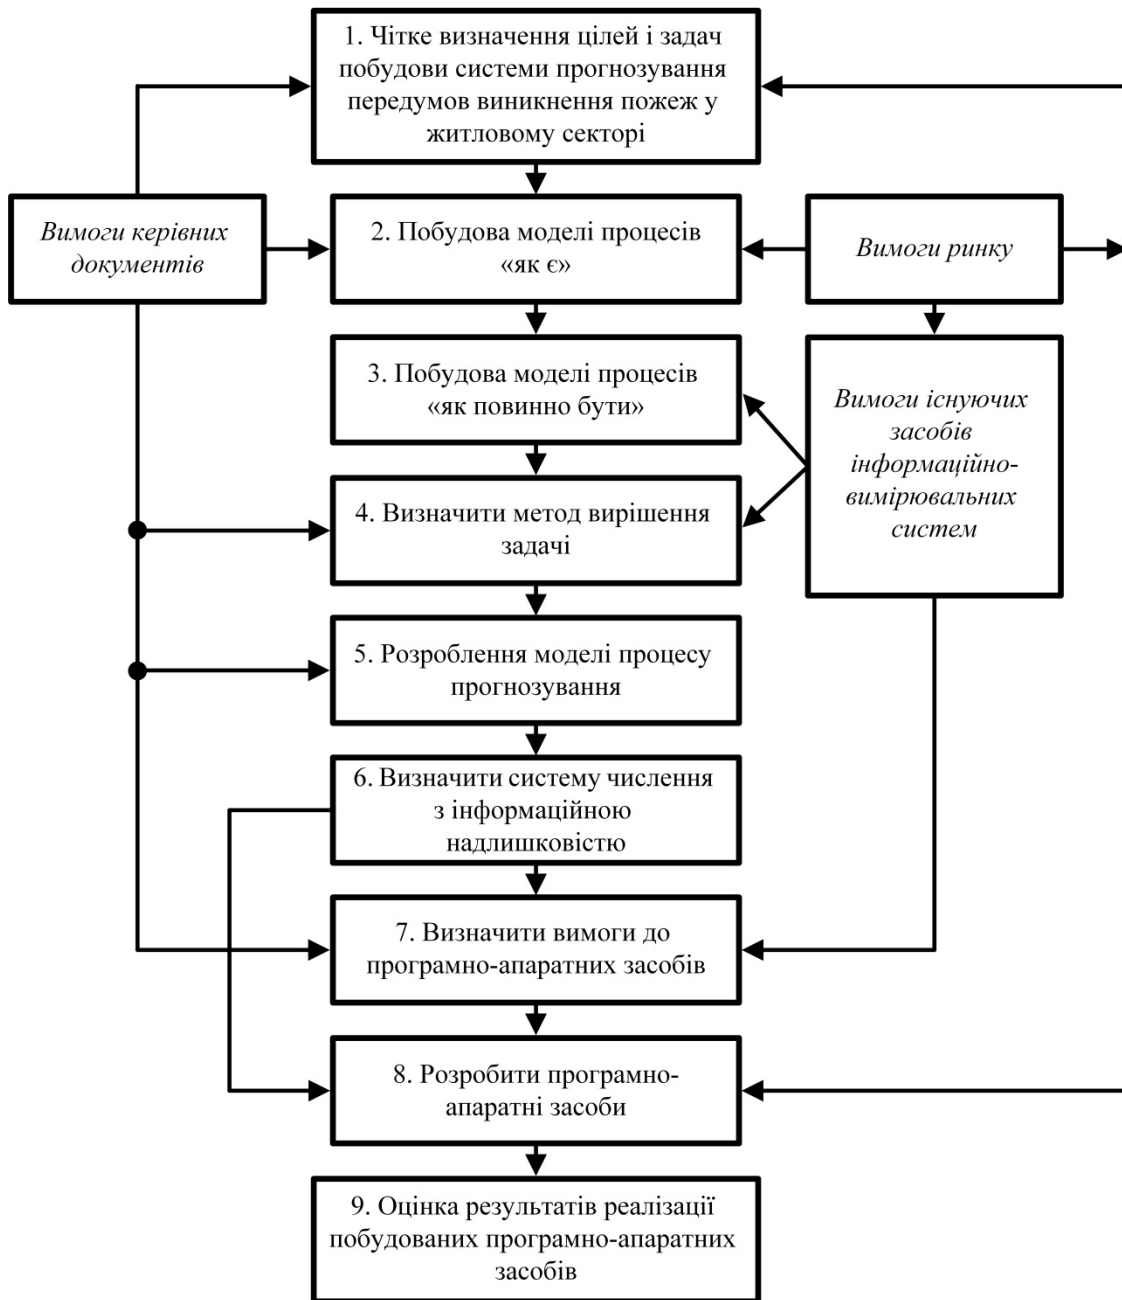 1. Чітке визначення цілей і задач
побудови системи прогнозування
передумов виникнення пожеж у
житловому секторі
Вимоги керівних
документів
2. Побудова моделі процесів
«як є»
Вимоги ринку
3. Побудова моделі процесів
«як повинно бути»
Вимоги існуючих
засобів
інформаційно-
вимірювальних
систем
4. Визначити метод вирішення
задачі
5. Розроблення моделі процесу
прогнозування
6. Визначити систему числення
з інформаційною
надлишковістю
7. Визначити вимоги до
програмно-апаратних засобів
8. Розробити програмно-
апаратні засоби
9. Оцінка результатів реалізації
побудованих програмно-апаратних
засобів